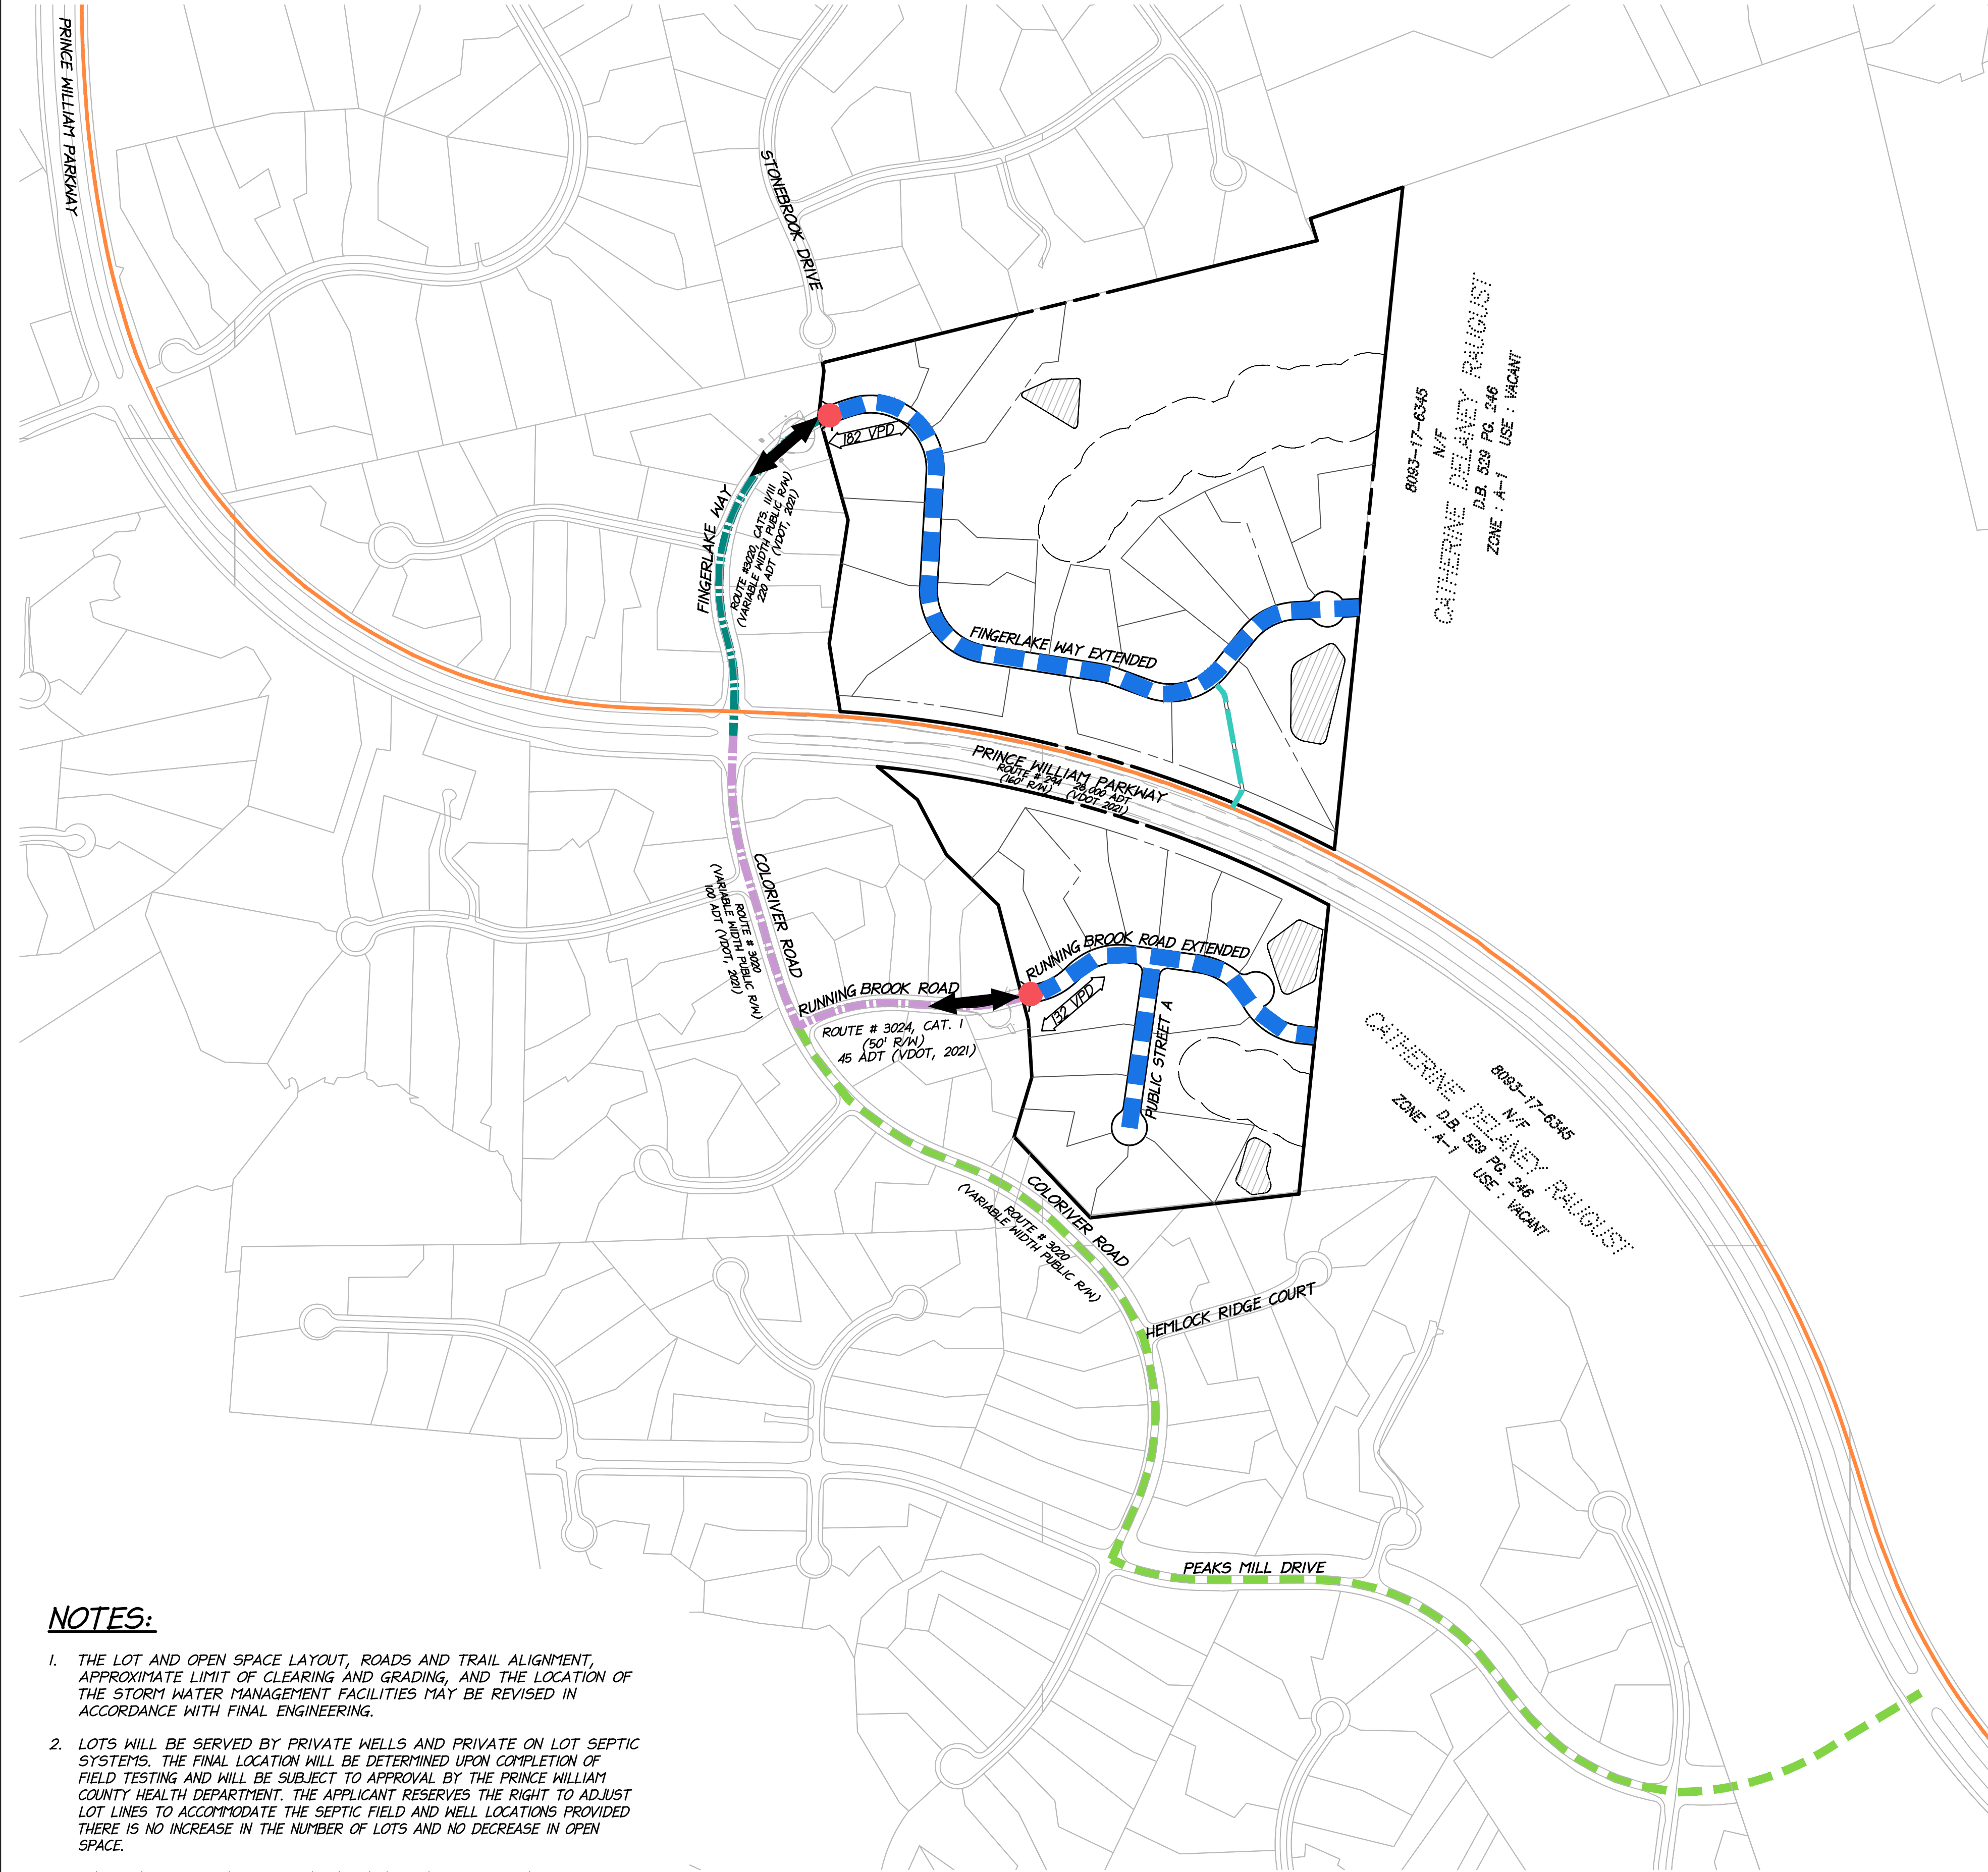 PRINCE WILLIAM PARKWAY
STONEBROOK DRIVE
182 VPD
FINGERLAKE WAY
ROUTE #3020, CATS. II/III
(VARIABLE WIDTH PUBLIC R/W)
220 ADT (VDOT, 2021)
FINGERLAKE WAY EXTENDED
8093-17-6345
N/F
CATHERINE DELANEY RAUGUST
D.B. 529 PG. 246
ZONE : A-1 USE : VACANT
PRINCE WILLIAM PARKWAY
ROUTE # 294 28,000 ADT
(160' R/W) (VDOT 2021)
COLORIVER ROAD
ROUTE # 3020
(VARIABLE WIDTH PUBLIC R/W)
100 ADT (VDOT, 2021)
RUNNING BROOK ROAD
ROUTE # 3024, CAT. I
(50' R/W)
45 ADT (VDOT, 2021)
RUNNING BROOK ROAD EXTENDED
132 VPD
PUBLIC STREET A
8093-17-6345
N/F
CATHERINE DELANEY RAUGUST
D.B. 529 PG. 246
ZONE : A-1 USE : VACANT
COLORIVER ROAD
ROUTE # 3020
(VARIABLE WIDTH PUBLIC R/W)
HEMLOCK RIDGE COURT
PEAKS MILL DRIVE
NOTES:
1. THE LOT AND OPEN SPACE LAYOUT, ROADS AND TRAIL ALIGNMENT,
APPROXIMATE LIMIT OF CLEARING AND GRADING, AND THE LOCATION OF
THE STORM WATER MANAGEMENT FACILITIES MAY BE REVISED IN
ACCORDANCE WITH FINAL ENGINEERING.
2. LOTS WILL BE SERVED BY PRIVATE WELLS AND PRIVATE ON LOT SEPTIC
SYSTEMS. THE FINAL LOCATION WILL BE DETERMINED UPON COMPLETION OF
FIELD TESTING AND WILL BE SUBJECT TO APPROVAL BY THE PRINCE WILLIAM
COUNTY HEALTH DEPARTMENT. THE APPLICANT RESERVES THE RIGHT TO ADJUST
LOT LINES TO ACCOMMODATE THE SEPTIC FIELD AND WELL LOCATIONS PROVIDED
THERE IS NO INCREASE IN THE NUMBER OF LOTS AND NO DECREASE IN OPEN
SPACE.